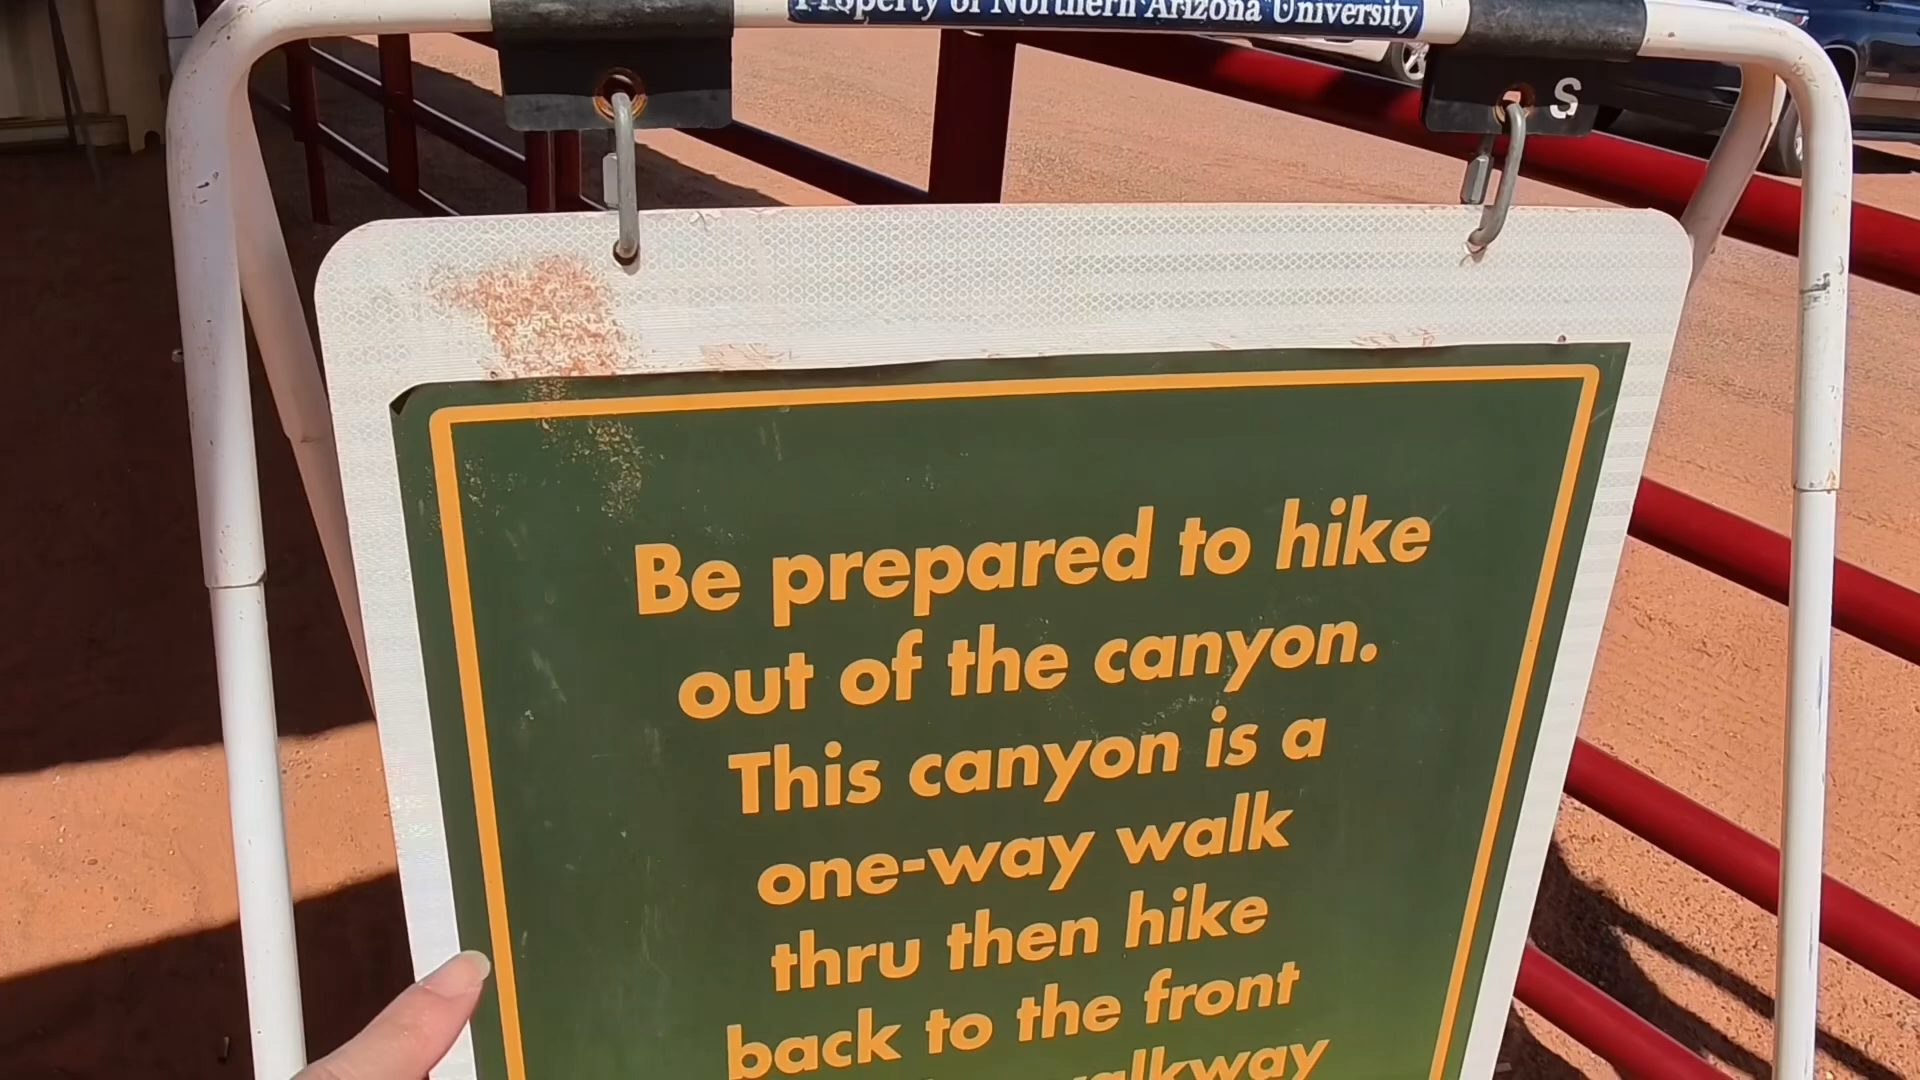 Property of Northern Arizona University
S
Be prepared to hike
out of the canyon.
This canyon is a
one-way walk
thru then hike
back to the front
walkway